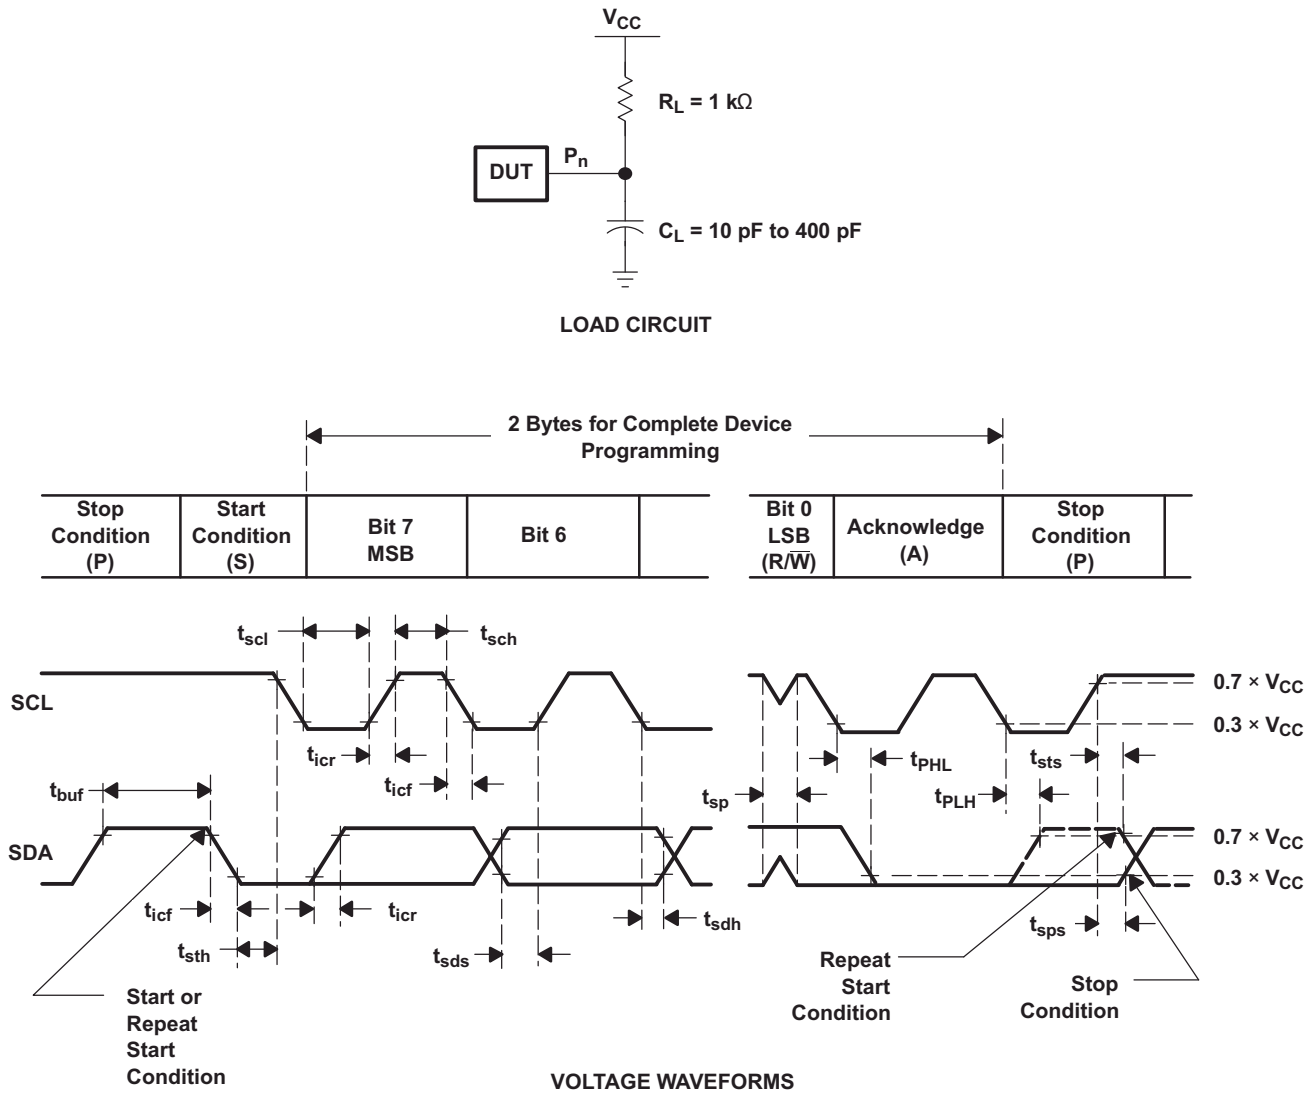 VCC
RL = 1 kΩ
Pn
DUT
CL = 10 pF to 400 pF
LOAD CIRCUIT
2 Bytes for Complete Device
Programming
Stop
Condition
(P)
Start
Condition
(S)
Bit 7
MSB
Bit 6
Bit 0
LSB
(R/W̅)
Acknowledge
(A)
Stop
Condition
(P)
tscl
tsch
SCL
0.7 × VCC
0.3 × VCC
ticr
ticf
tPHL
tsts
tbuf
tsp
tPLH
SDA
0.7 × VCC
0.3 × VCC
ticf
ticr
tsdh
tsps
tsth
tsds
Start or
Repeat
Start
Condition
Repeat
Start
Condition
Stop
Condition
VOLTAGE WAVEFORMS